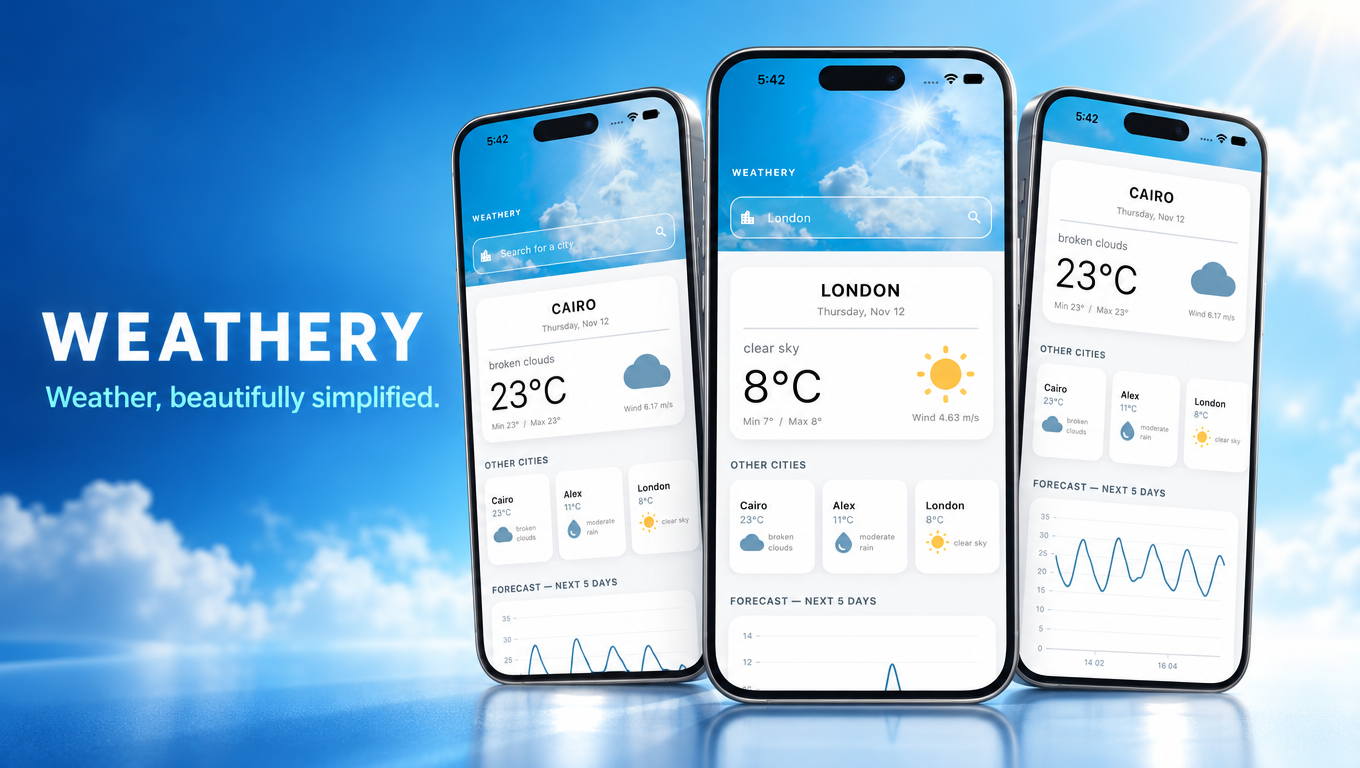 WEATHERY
Weather, beautifully simplified.
5:42
WEATHERY
Search for a city
CAIRO
Thursday, Nov 12
broken clouds
23°C
Min 23° / Max 23°
Wind 6.17 m/s
OTHER CITIES
Cairo
23°C
broken
clouds
Alex
11°C
moderate
rain
London
8°C
clear sky
FORECAST — NEXT 5 DAYS
35
30
25
5:42
WEATHERY
London
LONDON
Thursday, Nov 12
clear sky
8°C
Min 7° / Max 8°
Wind 4.63 m/s
OTHER CITIES
Cairo
23°C
broken
clouds
Alex
11°C
moderate
rain
London
8°C
clear sky
FORECAST — NEXT 5 DAYS
14
12
5:42
CAIRO
Thursday, Nov 12
broken clouds
23°C
Min 23° / Max 23°
Wind 6.17 m/s
OTHER CITIES
Cairo
23°C
broken
clouds
Alex
11°C
moderate
rain
London
8°C
clear sky
FORECAST — NEXT 5 DAYS
35
30
25
20
15
10
5
0
14 02
16 04